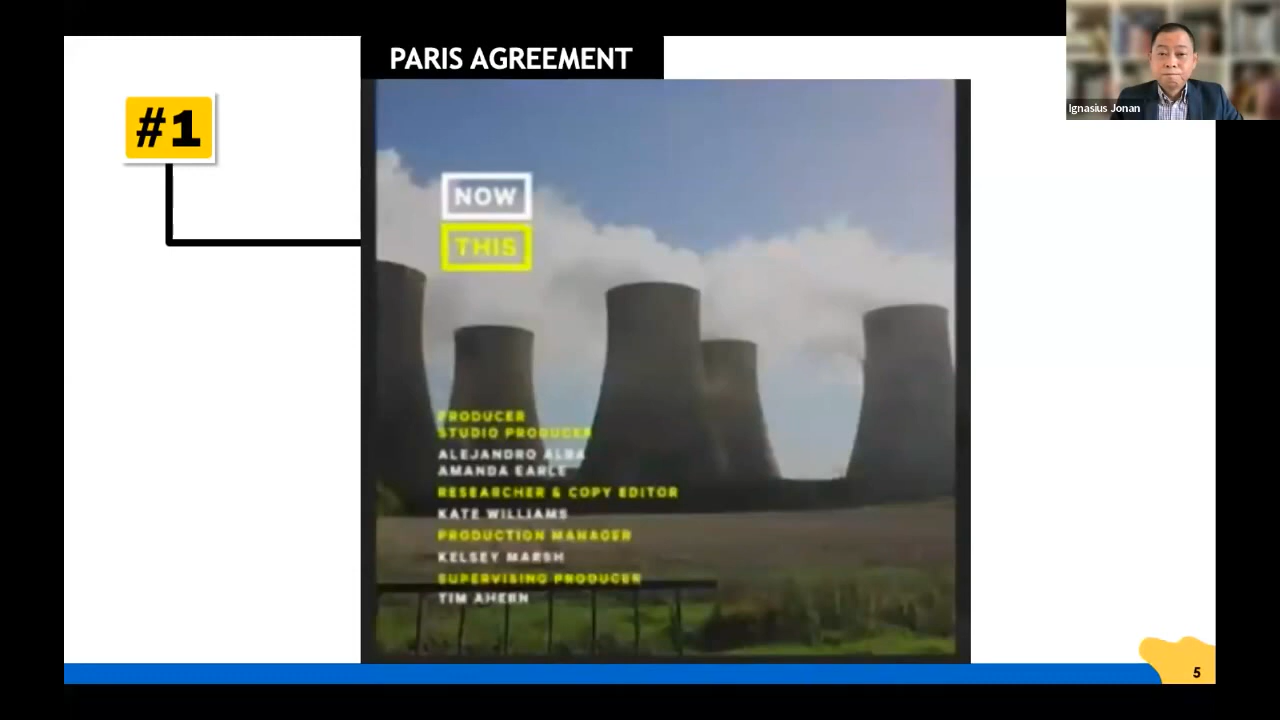 PARIS AGREEMENT
Ignasius Jonan
#1
NOW
THIS
PRODUCER
STUDIO PRODUCER
ALEJANDRO ALBA
AMANDA EARLE
RESEARCHER & COPY EDITOR
KATE WILLIAMS
PRODUCTION MANAGER
KELSEY MARSH
SUPERVISING PRODUCER
TIM AHERN
5